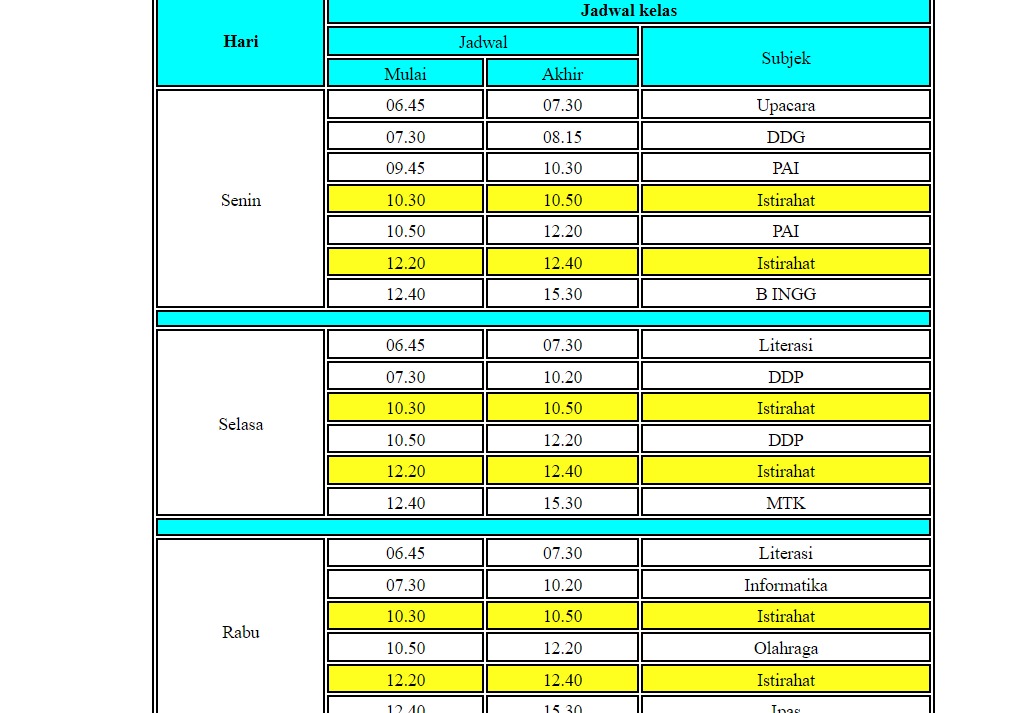 Jadwal kelas
Hari
Jadwal
Subjek
Mulai Akhir
06.45 07.30 Upacara
07.30 08.15 DDG
09.45 10.30 PAI
Senin 10.30 10.50 Istirahat
10.50 12.20 PAI
12.20 12.40 Istirahat
12.40 15.30 B INGG
06.45 07.30 Literasi
07.30 10.20 DDP
10.30 10.50 Istirahat
Selasa
10.50 12.20 DDP
12.20 12.40 Istirahat
12.40 15.30 MTK
06.45 07.30 Literasi
07.30 10.20 Informatika
10.30 10.50 Istirahat
Rabu
10.50 12.20 Olahraga
12.20 12.40 Istirahat
12.40 15.30 Ipas